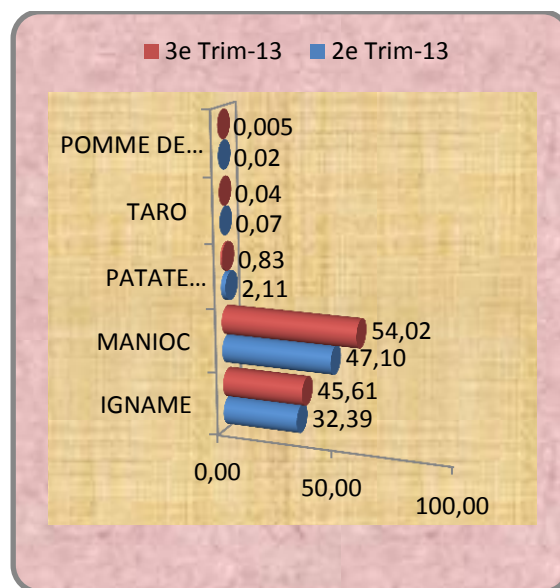 3e Trim-13 2e Trim-13
POMME DE... 0,005
0,02
TARO 0,04
0,07
PATATE... 0,83
2,11
MANIOC 54,02
47,10
IGNAME 45,61
32,39
0,00 50,00 100,00